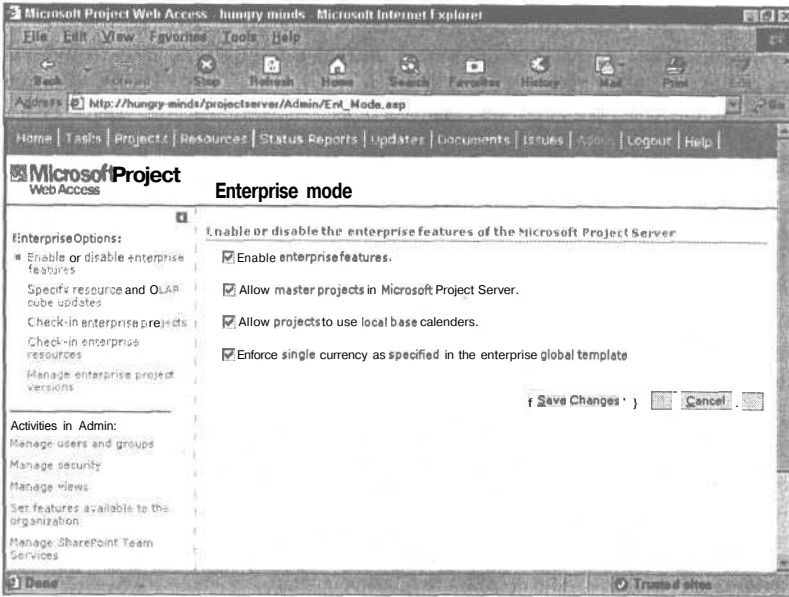 Microsoft Project Web Access - hungry minds - Microsoft Internet Explorer
File Edit View Favorites Tools Help
Back Forward Stop Refresh Home Search Favorites History Mail Print
Address http://hungry-minds/projectserver/Admin/Ent_Mode.asp Go
Home | Tasks | Projects | Resources | Status Reports | Updates | Documents | Issues | Admin | Logout | Help |
Microsoft Project
Web Access
Enterprise mode
Enterprise Options:
Enable or disable enterprise
features
Specify resource and OLAP
cube updates
Check-in enterprise projects
Check-in enterprise
resources
Manage enterprise project
versions
Activities in Admin:
Manage users and groups
Manage security
Manage views
Set features available to the
organization
Manage SharePoint Team
Services
Enable or disable the enterprise features of the Microsoft Project Server
Enable enterprise features.
Allow master projects in Microsoft Project Server.
Allow projects to use local base calenders.
Enforce single currency as specified in the enterprise global template
Save Changes Cancel
Done Trusted sites